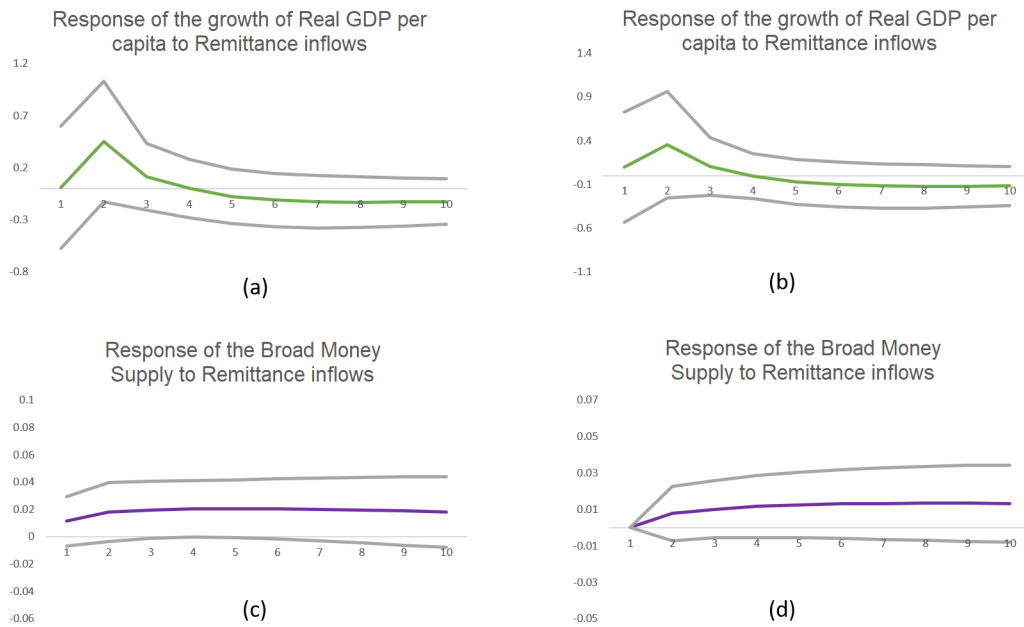 Response of the growth of Real GDP per
capita to Remittance inflows
1.2
0.7
0.2
-0.3
-0.8
1 2 3 4 5 6 7 8 9 10
(a)
Response of the growth of Real GDP per
capita to Remittance inflows
1.4
0.9
0.4
-0.1
-0.6
-1.1
1 2 3 4 5 6 7 8 9 10
(b)
Response of the Broad Money
Supply to Remittance inflows
0.1
0.08
0.06
0.04
0.02
0
-0.02
-0.04
-0.06
1 2 3 4 5 6 7 8 9 10
(c)
Response of the Broad Money
Supply to Remittance inflows
0.07
0.05
0.03
0.01
-0.01
-0.03
-0.05
1 2 3 4 5 6 7 8 9 10
(d)